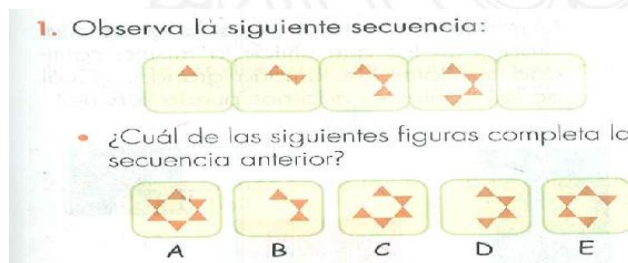 1. Observa la siguiente secuencia:
• ¿Cuál de las siguientes figuras completa la
secuencia anterior?
A B C D E